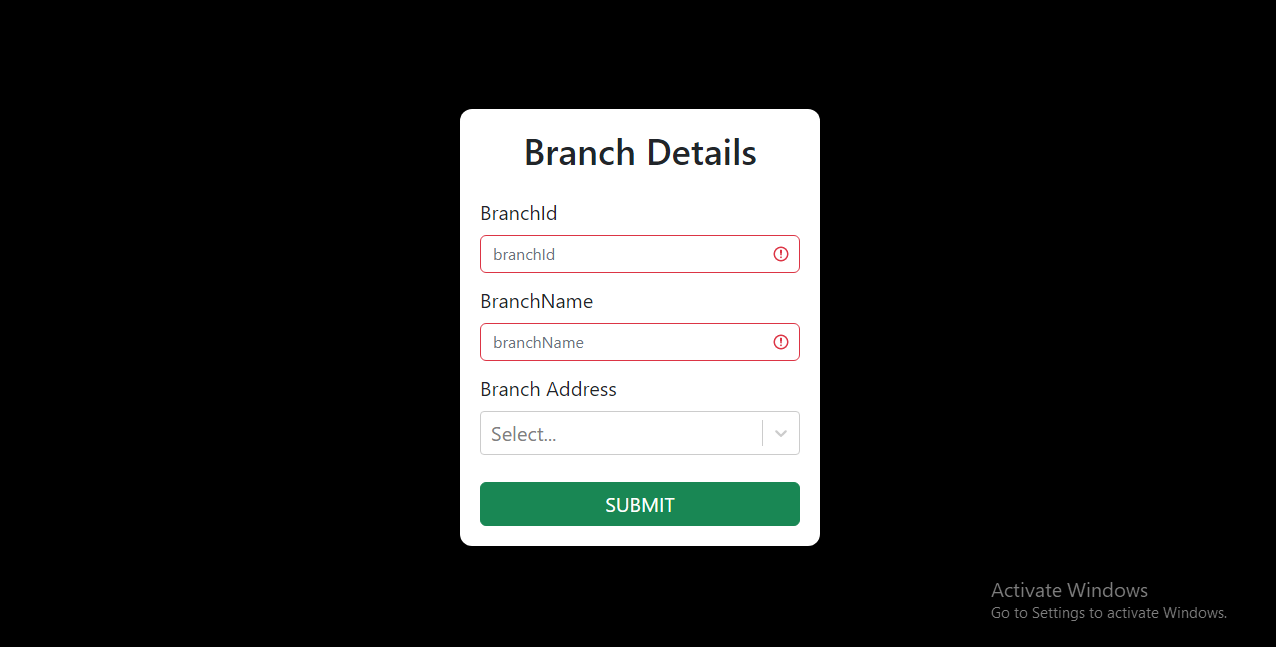 Branch Details
BranchId
branchId
BranchName
branchName
Branch Address
Select...
SUBMIT
Activate Windows
Go to Settings to activate Windows.